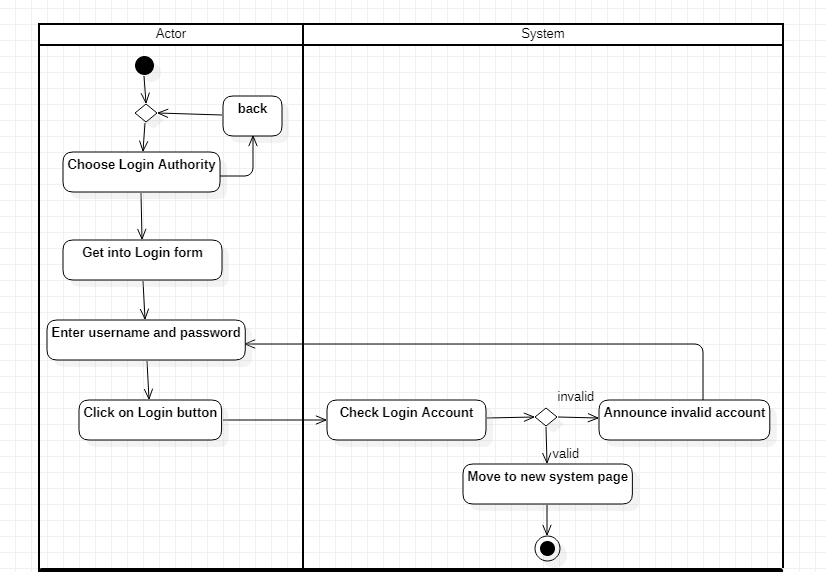 Actor
System
back
Choose Login Authority
Get into Login form
Enter username and password
Click on Login button
Check Login Account
invalid
Announce invalid account
valid
Move to new system page